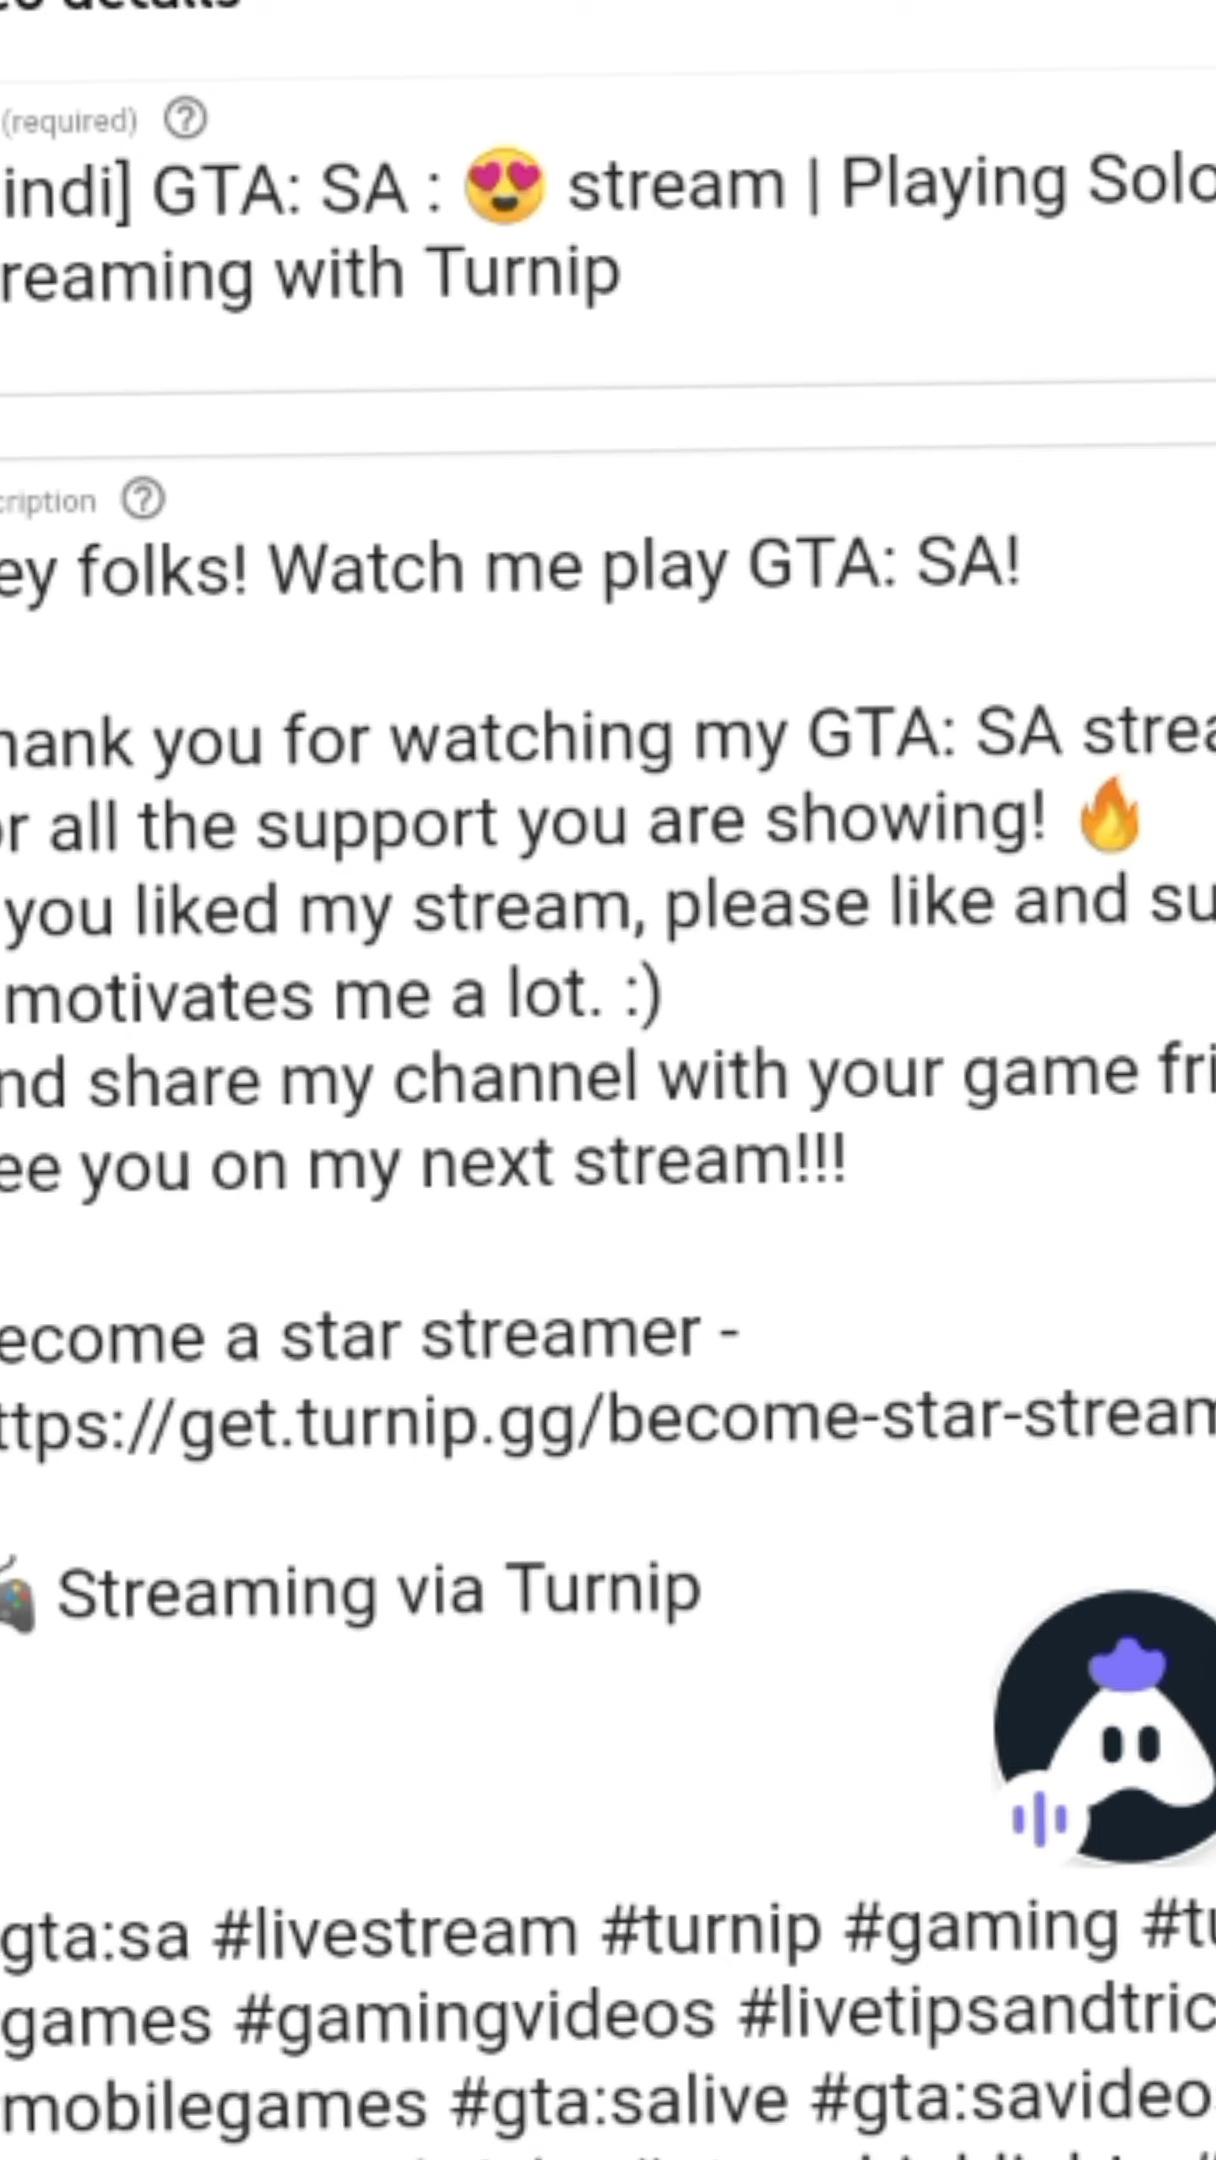 details
(required)
indi] GTA: SA : 😍 stream | Playing Solo
reaming with Turnip
cription
ey folks! Watch me play GTA: SA!
hank you for watching my GTA: SA strea
or all the support you are showing! 🔥
you liked my stream, please like and su
motivates me a lot. :)
nd share my channel with your game fri
ee you on my next stream!!!
ecome a star streamer -
ttps://get.turnip.gg/become-star-stream
🎮 Streaming via Turnip
gta:sa #livestream #turnip #gaming #tu
games #gamingvideos #livetipsandtric
mobilegames #gta:salive #gta:savideo